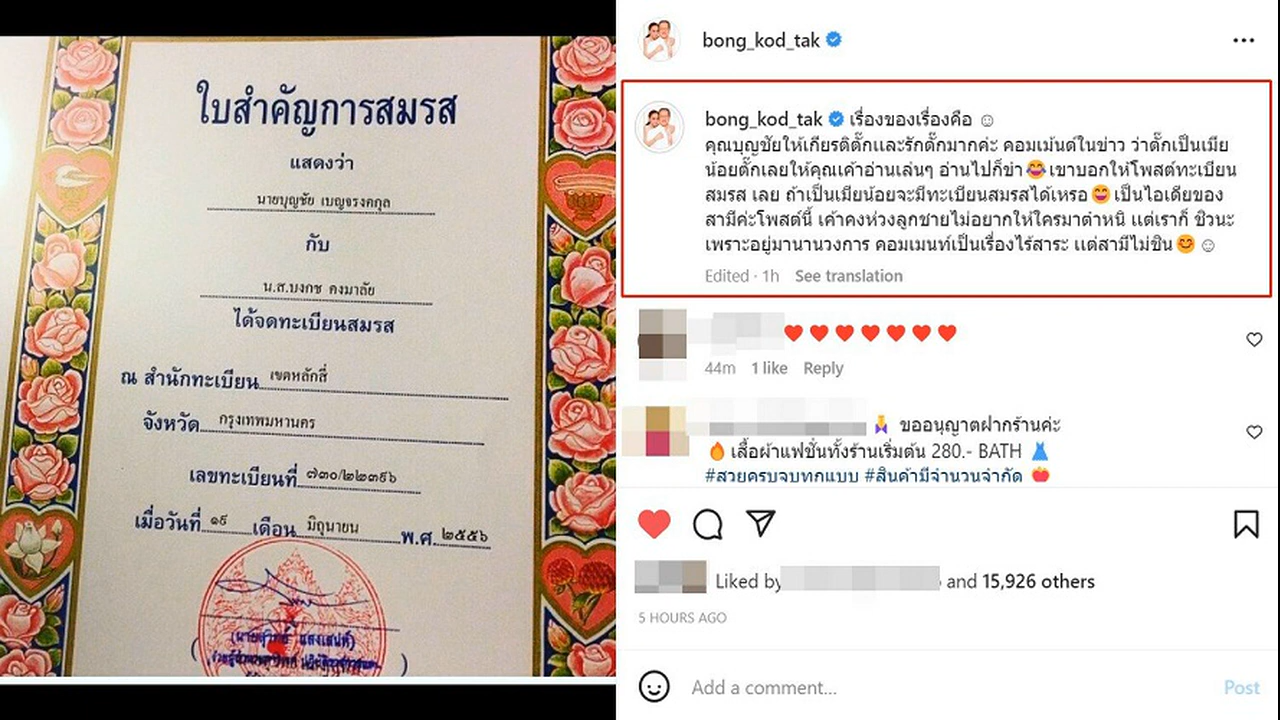 ใบสำคัญการสมรส
แสดงว่า
นายบุญชัย เบญจรงคกุล
กับ
น.ส.บงกช คงมาลัย
ได้จดทะเบียนสมรส
ณ สำนักทะเบียน เขตหลักสี่
จังหวัด กรุงเทพมหานคร
เลขทะเบียนที่ ๗๓๐/๒๒๓๙๖
เมื่อวันที่ ๑๙ เดือน มิถุนายน พ.ศ. ๒๕๕๖
bong_kod_tak
bong_kod_tak เรื่องของเรื่องคือ ☺
คุณบุญชัยให้เกียรติตั๊กและรักตั๊กมากค่ะ คอมเม้นต์ในข่าว ว่าตั๊กเป็นเมีย
น้อยตั๊กเลยให้คุณเค้าอ่านเล่นๆ อ่านไปก็ขำ😂 เขาบอกให้โพสต์ทะเบียน
สมรส เลย ถ้าเป็นเมียน้อยจะมีทะเบียนสมรสได้เหรอ😄 เป็นไอเดียของ
สามีค่ะโพสต์นี้ เค้าคงห่วงลูกชายไม่อยากให้ใครมาตำหนิ แต่เราก็ ชิวนะ
เพราะอยู่มานานวงการ คอมเมนท์เป็นเรื่องไร้สาระ แต่สามีไม่ชิน😊 ☺
Edited · 1h See translation
❤️❤️❤️❤️❤️❤️❤️
44m 1 like Reply
🙏 ขออนุญาตฝากร้านค่ะ
🔥เสื้อผ้าแฟชั่นทั้งร้านเริ่มต้น 280.- BATH 👗
#สวยครบจบทุกแบบ #สินค้ามีจำนวนจำกัด
Liked by and 15,926 others
5 HOURS AGO
Add a comment...
Post